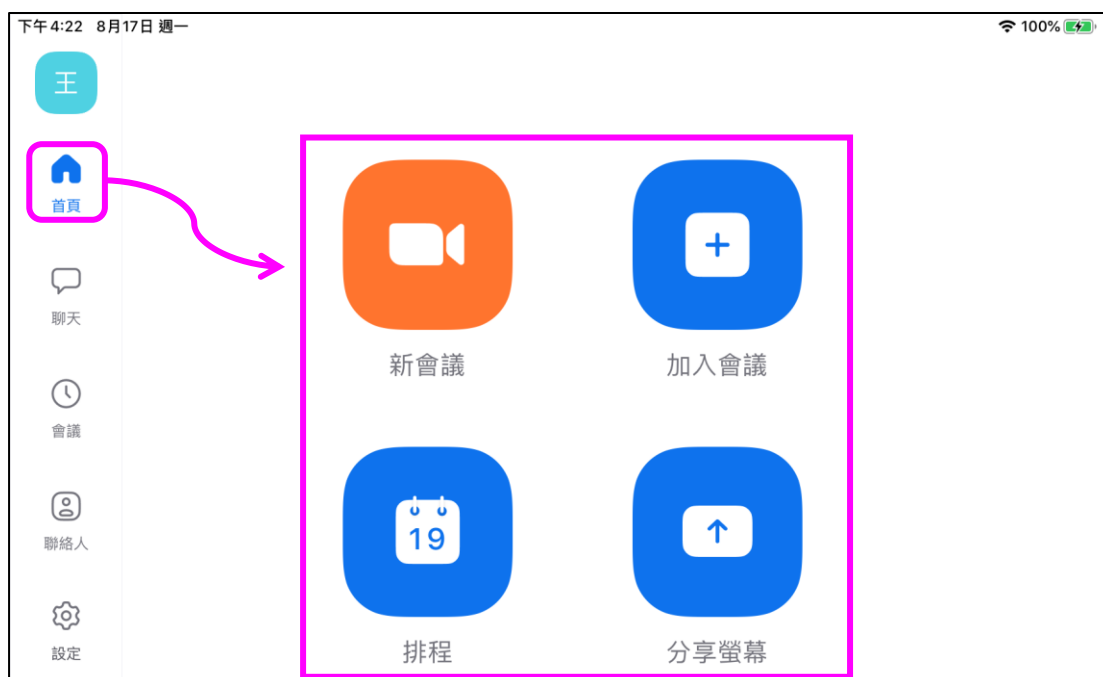 下午4:22 8月17日 週一
100%
王
首頁
聊天
會議
聯絡人
設定
新會議
加入會議
19
排程
分享螢幕